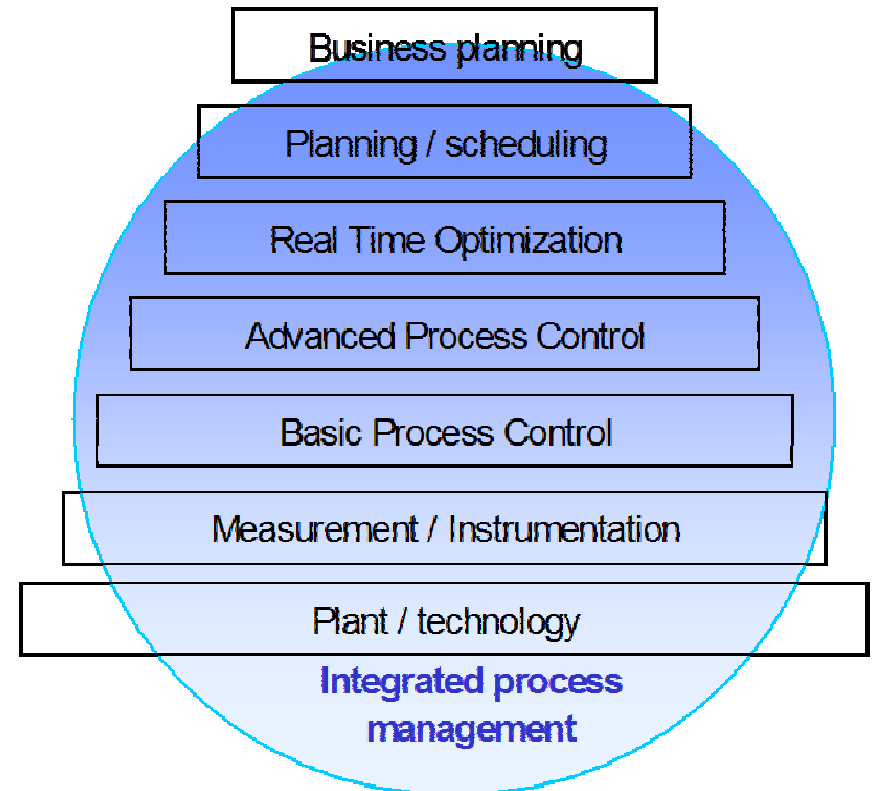 Business planning
Planning / scheduling
Real Time Optimization
Advanced Process Control
Basic Process Control
Measurement / Instrumentation
Plant / technology
Integrated process
management